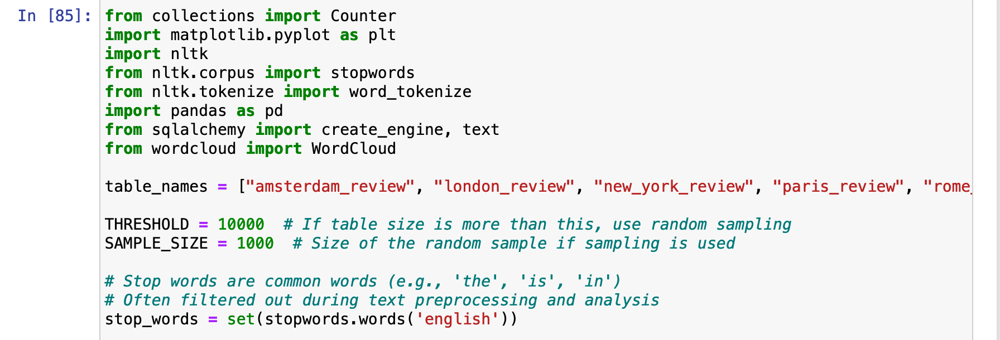 In [85]: from collections import Counter
import matplotlib.pyplot as plt
import nltk
from nltk.corpus import stopwords
from nltk.tokenize import word_tokenize
import pandas as pd
from sqlalchemy import create_engine, text
from wordcloud import WordCloud
table_names = ["amsterdam_review", "london_review", "new_york_review", "paris_review", "rome_
THRESHOLD = 10000  # If table size is more than this, use random sampling
SAMPLE_SIZE = 1000  # Size of the random sample if sampling is used
# Stop words are common words (e.g., 'the', 'is', 'in')
# Often filtered out during text preprocessing and analysis
stop_words = set(stopwords.words('english'))